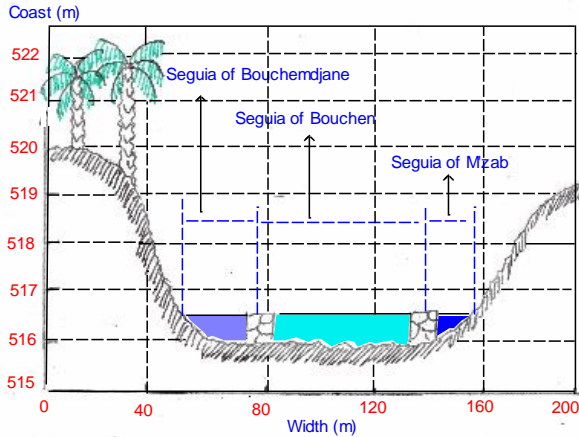 Coast (m)
522
521
520
519
518
517
516
515
Seguia of Bouchemdjane
Seguia of Bouchen
Seguia of M'zab
0 40 80 120 160 200
Width (m)